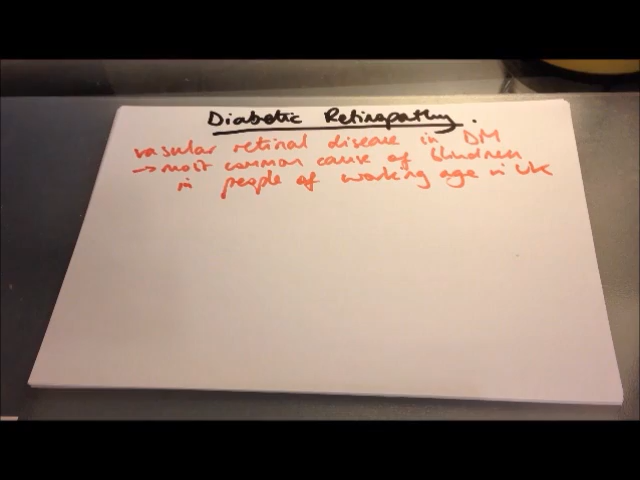 Diabetic Retinopathy.
vascular retinal disease in DM
→ most common cause of blindness
in people of working age in UK